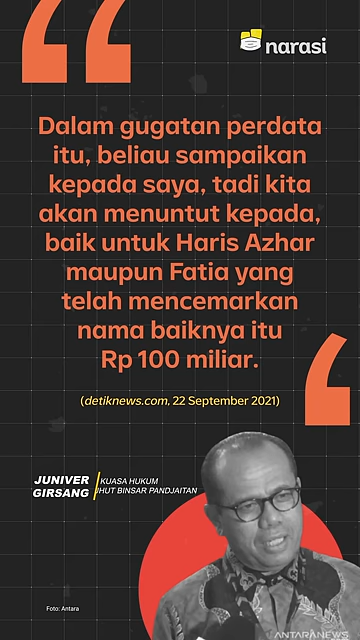 narasi
Dalam gugatan perdata
itu, beliau sampaikan
kepada saya, tadi kita
akan menuntut kepada,
baik untuk Haris Azhar
maupun Fatia yang
telah mencemarkan
nama baiknya itu
Rp 100 miliar.
(detiknews.com, 22 September 2021)
JUNIVER
GIRSANG
KUASA HUKUM
UHUT BINSAR PANDJAITAN
Foto: Antara
ANTARANEWS